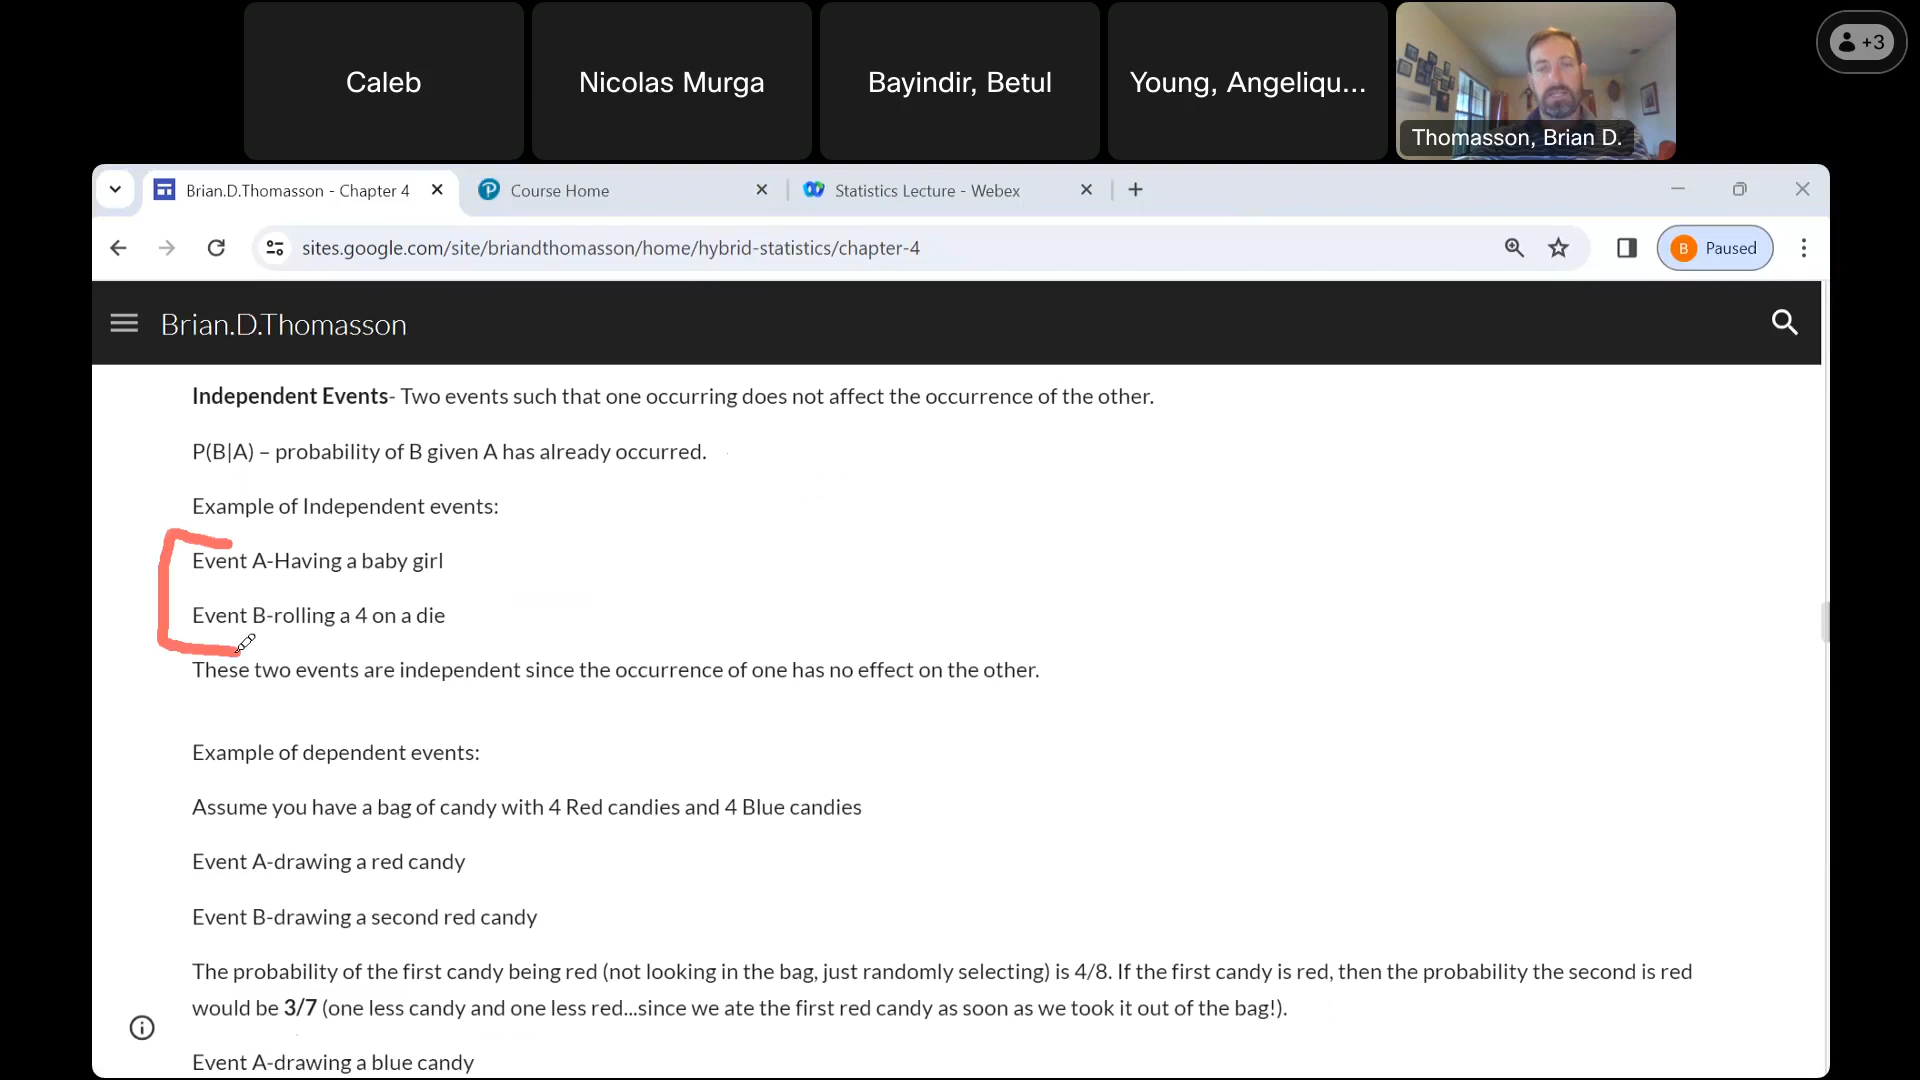 Caleb
Nicolas Murga
Bayindir, Betul
Young, Angeliqu...
Thomasson, Brian D.
+3
Brian.D.Thomasson - Chapter 4
Course Home
Statistics Lecture - Webex
sites.google.com/site/briandthomasson/home/hybrid-statistics/chapter-4
B Paused
Brian.D.Thomasson
Independent Events- Two events such that one occurring does not affect the occurrence of the other.
P(B|A) – probability of B given A has already occurred.
Example of Independent events:
Event A-Having a baby girl
Event B-rolling a 4 on a die
These two events are independent since the occurrence of one has no effect on the other.
Example of dependent events:
Assume you have a bag of candy with 4 Red candies and 4 Blue candies
Event A-drawing a red candy
Event B-drawing a second red candy
The probability of the first candy being red (not looking in the bag, just randomly selecting) is 4/8. If the first candy is red, then the probability the second is red
would be 3/7 (one less candy and one less red...since we ate the first red candy as soon as we took it out of the bag!).
Event A-drawing a blue candy